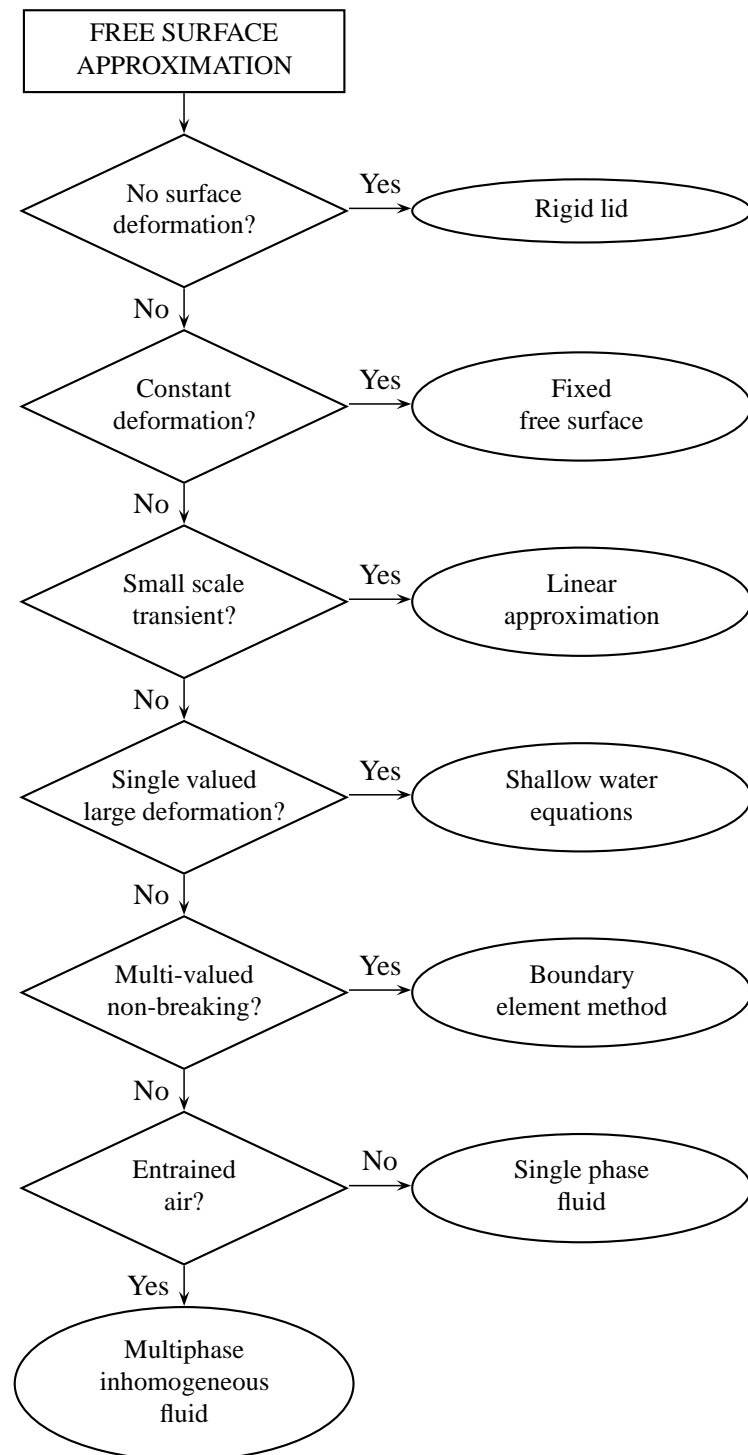 FREE SURFACE
APPROXIMATION
No surface
deformation?
Yes
Rigid lid
No
Constant
deformation?
Yes
Fixed
free surface
No
Small scale
transient?
Yes
Linear
approximation
No
Single valued
large deformation?
Yes
Shallow water
equations
No
Multi-valued
non-breaking?
Yes
Boundary
element method
No
Entrained
air?
No
Single phase
fluid
Yes
Multiphase
inhomogeneous
fluid